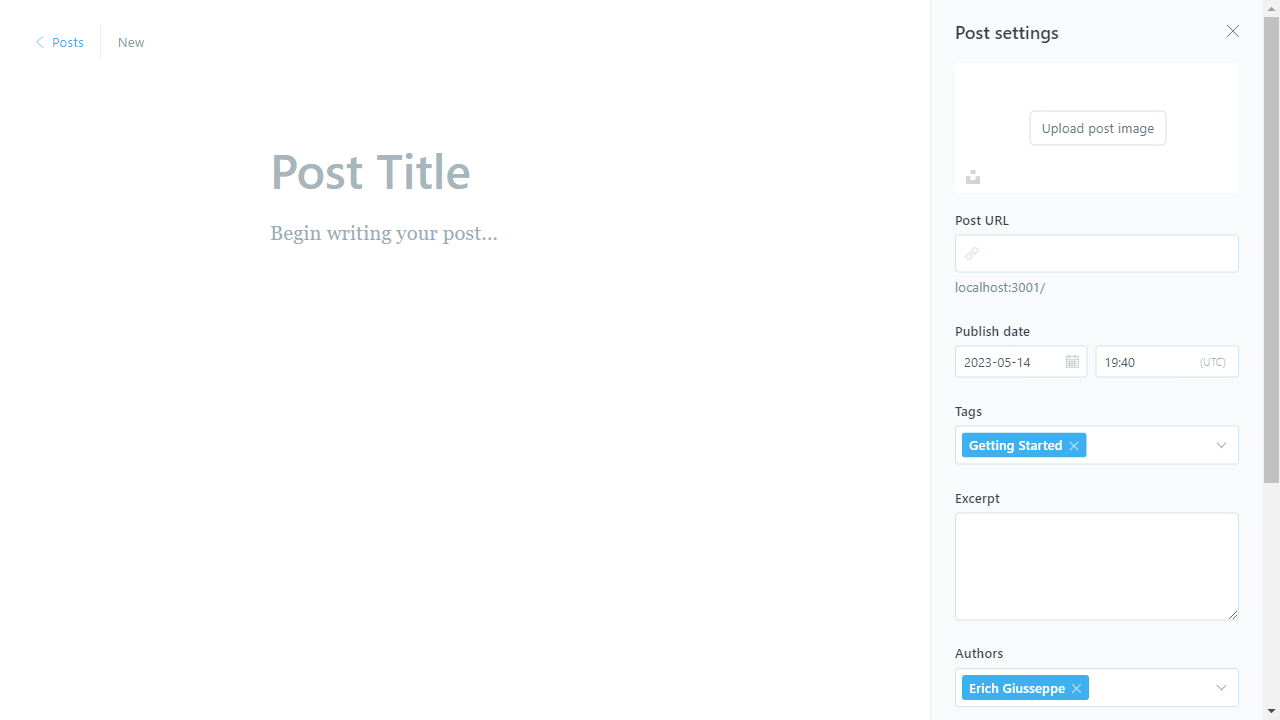 Posts
New
Post Title
Begin writing your post...
Post settings
Upload post image
Post URL
localhost:3001/
Publish date
2023-05-14
19:40 (UTC)
Tags
Getting Started
Excerpt
Authors
Erich Giusseppe